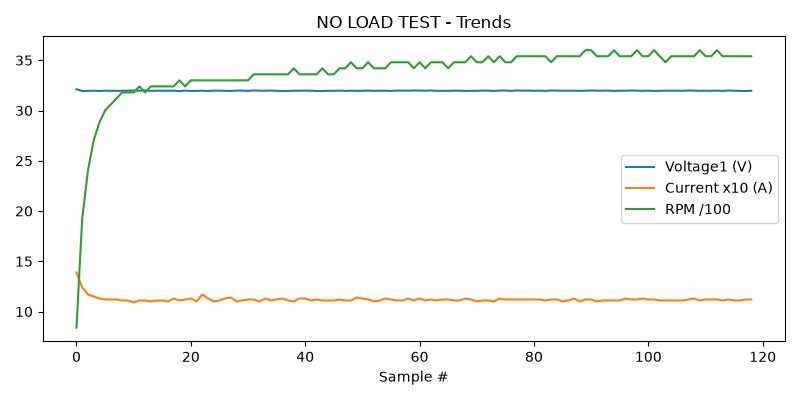 NO LOAD TEST - Trends
35
30
25
20
15
10
Voltage1 (V)
Current x10 (A)
RPM /100
0 20 40 60 80 100 120
Sample #